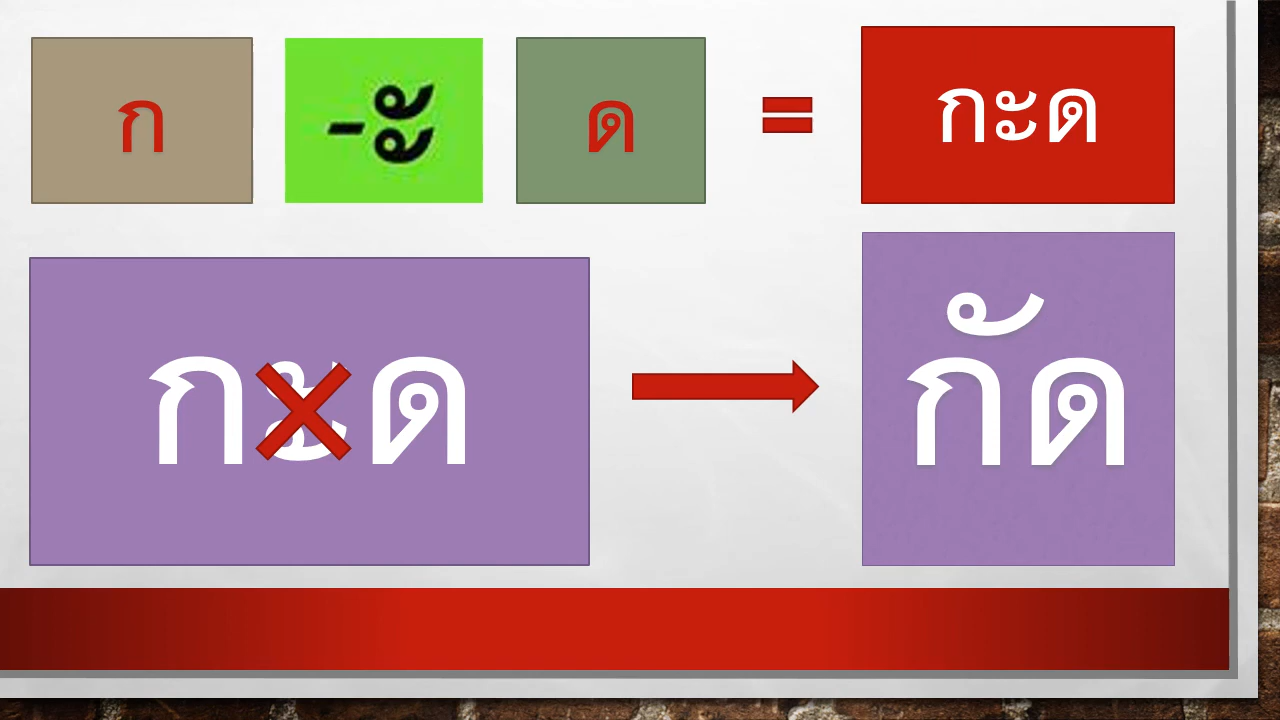 ก -ะ ด = กะด
กะด กัด